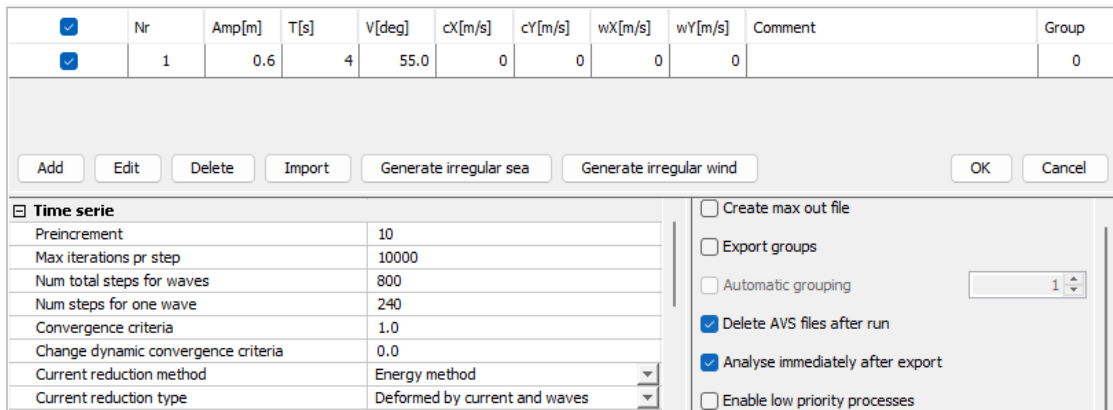 Nr Amp[m] T[s] V[deg] cX[m/s] cY[m/s] wX[m/s] wY[m/s] Comment Group
1 0.6 4 55.0 0 0 0 0 0
Add Edit Delete Import Generate irregular sea Generate irregular wind OK Cancel
Time serie
Preincrement 10
Max iterations pr step 10000
Num total steps for waves 800
Num steps for one wave 240
Convergence criteria 1.0
Change dynamic convergence criteria 0.0
Current reduction method Energy method
Current reduction type Deformed by current and waves
Create max out file
Export groups
Automatic grouping 1
Delete AVS files after run
Analyse immediately after export
Enable low priority processes